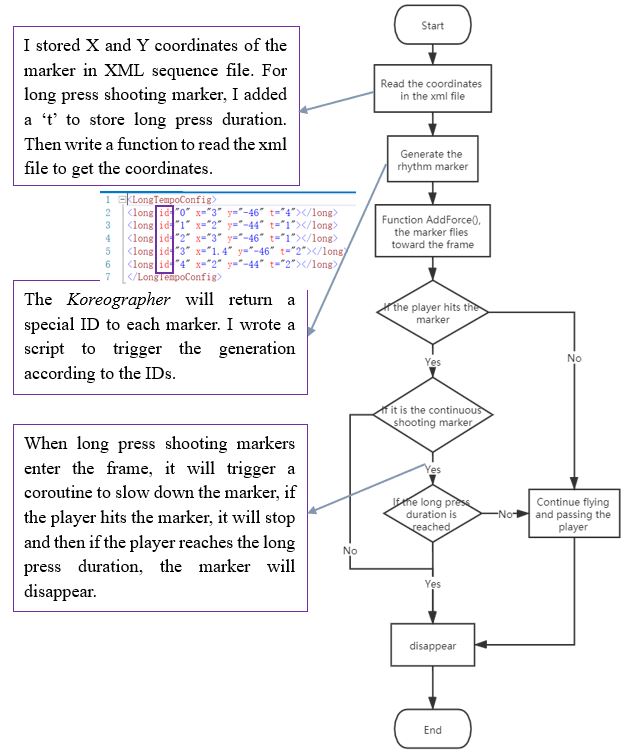 Start
I stored X and Y coordinates of the
marker in XML sequence file. For
long press shooting marker, I added
a ‘t’ to store long press duration.
Then write a function to read the xml
file to get the coordinates.
Read the coordinates
in the xml file
Generate the
rhythm marker
1 <LongTempoConfig>
2 <long id="0" x="3" y="-46" t="4"></long>
3 <long id="1" x="2" y="-44" t="1"></long>
4 <long id="2" x="3" y="-46" t="1"></long>
5 <long id="3" x="1.4" y="-46" t="2"></long>
6 <long id="4" x="2" y="-44" t="2"></long>
7 </LongTempoConfig>
Function AddForce(),
the marker flies
toward the frame
The Koreographer will return a
special ID to each marker. I wrote a
script to trigger the generation
according to the IDs.
If the player hits the
marker
No
Yes
If it is the continuous
shooting marker
When long press shooting markers
enter the frame, it will trigger a
coroutine to slow down the marker, if
the player hits the marker, it will stop
and then if the player reaches the long
press duration, the marker will
disappear.
Yes
If the long press
duration is
reached
No
Continue flying
and passing the
player
No
Yes
disappear
End